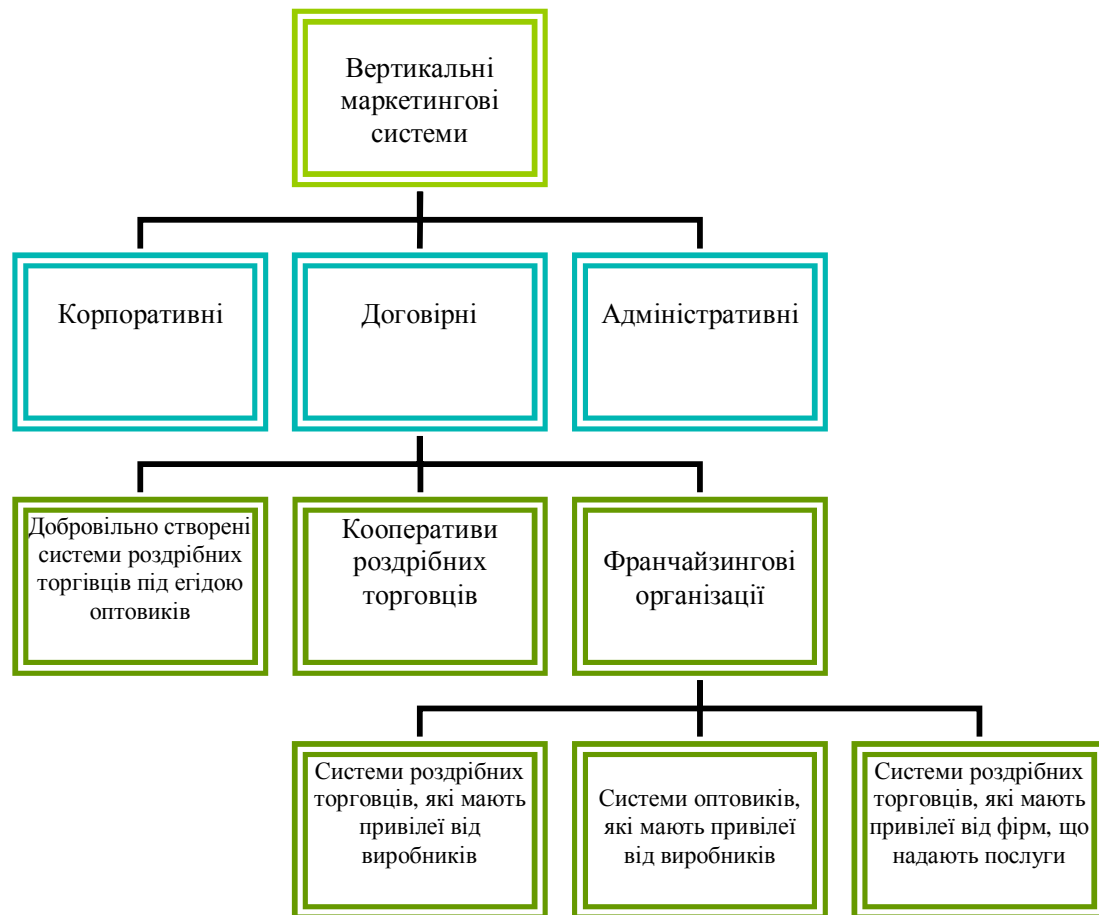 Вертикальні
маркетингові
системи
Корпоративні
Договірні
Адміністративні
Добровільно створені
системи роздрібних
торгівців під егідою
оптовиків
Кооперативи
роздрібних
торговців
Франчайзингові
організації
Системи роздрібних
торговців, які мають
привілеї від
виробників
Системи оптовиків,
які мають привілеї
від виробників
Системи роздрібних
торговців, які мають
привілеї від фірм, що
надають послуги